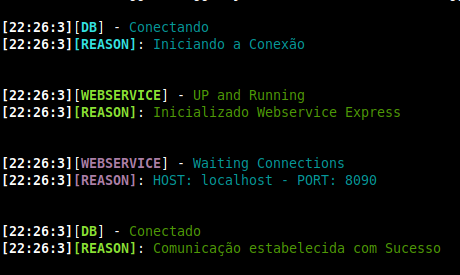 [22:26:3][DB] - Conectando
[22:26:3][REASON]: Iniciando a Conexão
[22:26:3][WEBSERVICE] - UP and Running
[22:26:3][REASON]: Inicializado Webservice Express
[22:26:3][WEBSERVICE] - Waiting Connections
[22:26:3][REASON]: HOST: localhost - PORT: 8090
[22:26:3][DB] - Conectado
[22:26:3][REASON]: Comunicação estabelecida com Sucesso